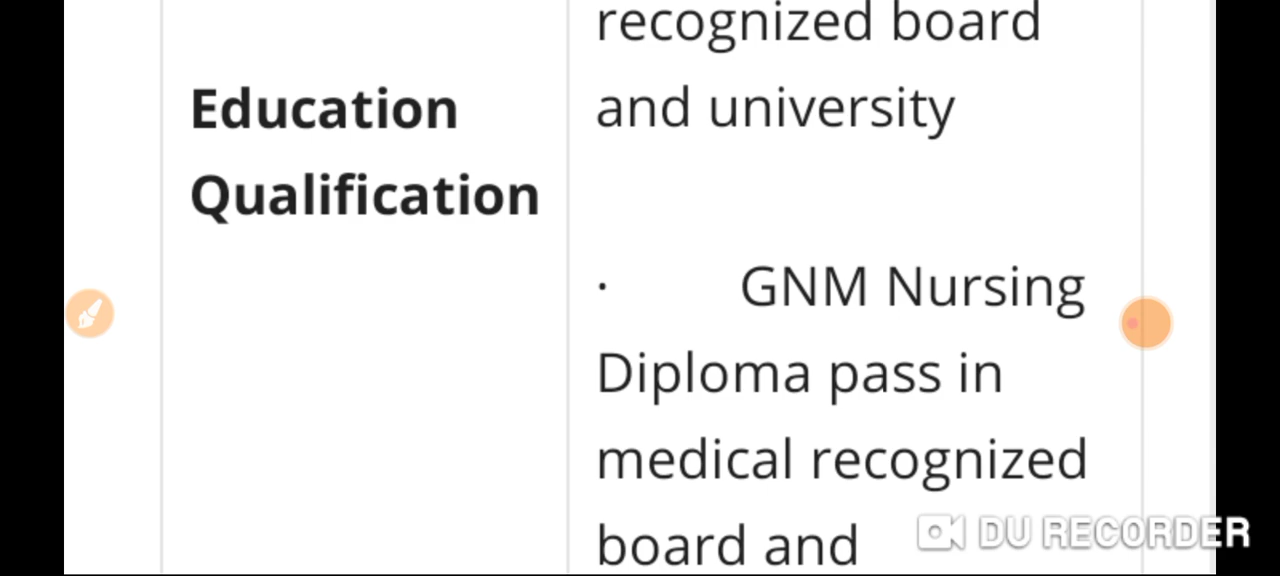 recognized board
and university
Education
Qualification
· GNM Nursing
Diploma pass in
medical recognized
board and
DU RECORDER